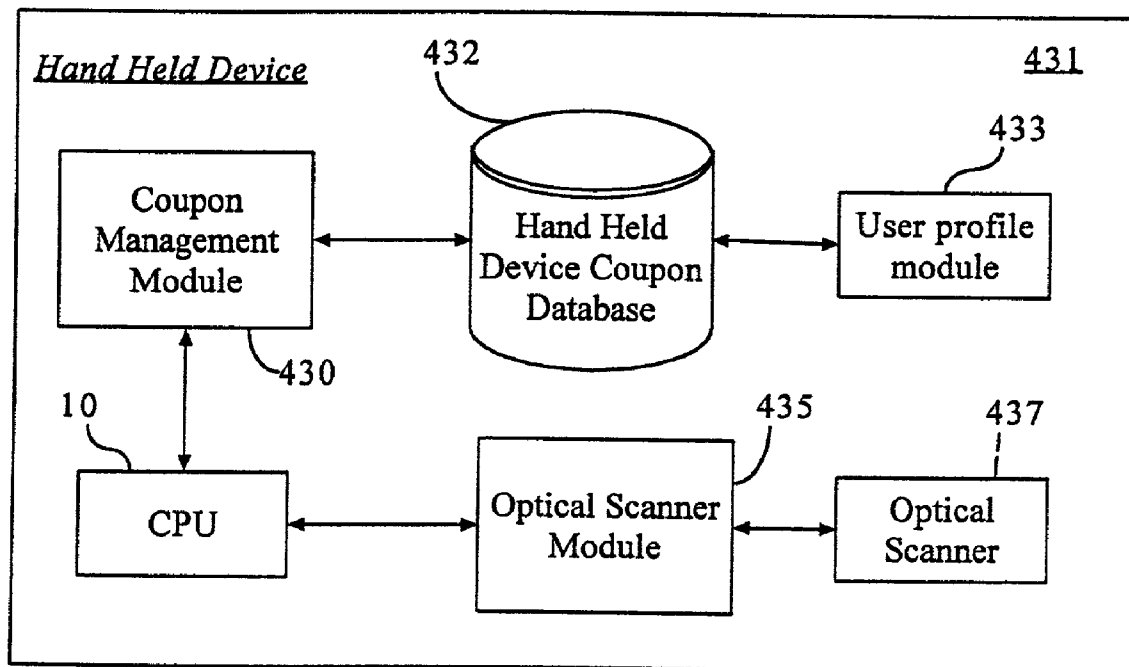 Hand Held Device
432
431
433
Coupon
Management
Module
Hand Held
Device Coupon
Database
User profile
module
430
10
435
437
CPU
Optical Scanner
Module
Optical
Scanner